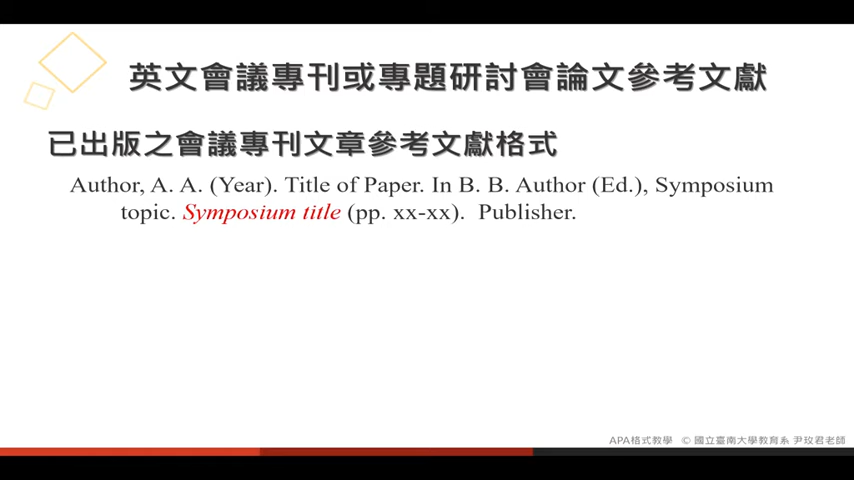 英文會議專刊或專題研討會論文參考文獻
已出版之會議專刊文章參考文獻格式
Author, A. A. (Year). Title of Paper. In B. B. Author (Ed.), Symposium
topic. Symposium title (pp. xx-xx). Publisher.
APA格式教學 © 國立臺南大學教育系 尹玫君老師